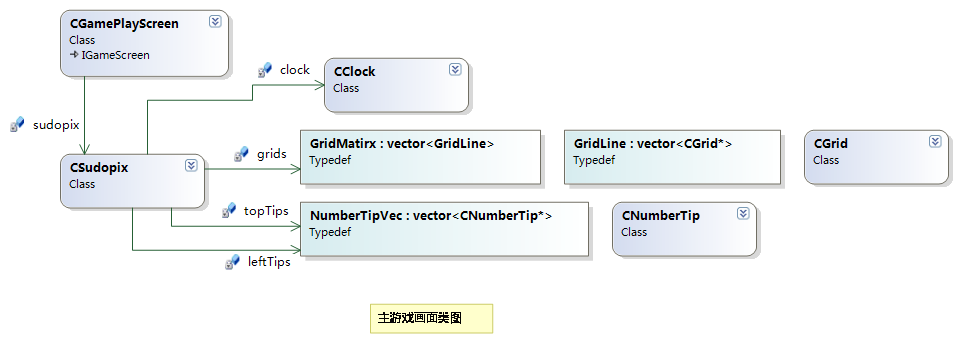 CGamePlayScreen
Class
IGameScreen
sudopix
clock
CClock
Class
CSudopix
Class
grids
GridMatirx : vector<GridLine>
Typedef
GridLine : vector<CGrid*>
Typedef
CGrid
Class
topTips
NumberTipVec : vector<CNumberTip*>
Typedef
CNumberTip
Class
leftTips
主游戏画面类图